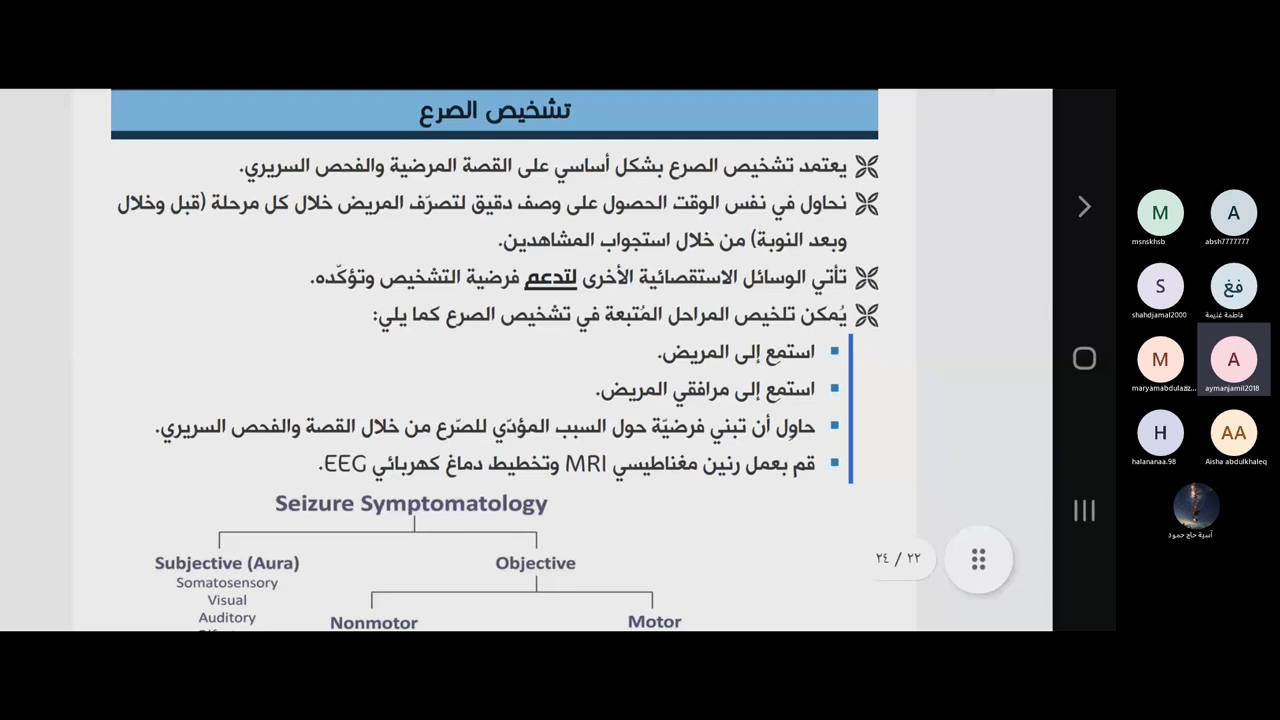 تشخيص الصرع
يعتمد تشخيص الصرع بشكل أساسي على القصة المرضية والفحص السريري.
نحاول في نفس الوقت الحصول على وصف دقيق لتصرّف المريض خلال كل مرحلة (قبل وخلال
وبعد النوبة) من خلال استجواب المشاهدين.
تأتي الوسائل الاستقصائية الأخرى لتدعم فرضية التشخيص وتؤكّده.
يُمكن تلخيص المراحل المُتبعة في تشخيص الصرع كما يلي:
استمعِ إلى المريض.
استمعِ إلى مرافقي المريض.
حاوِل أن تبني فرضيّة حول السبب المؤدّي للصّرع من خلال القصة والفحص السريري.
قم بعمل رنين مغناطيسي MRI وتخطيط دماغ كهربائي EEG.
Seizure Symptomatology
Subjective (Aura)
Objective
Somatosensory
Visual
Auditory
Nonmotor
Motor
٢٢ / ٢٤
M
A
msnskhsb
absh7777777
S
فغ
shahdjamal2000
فاطمة غنيمة
M
A
maryamabdulaziz...
aymanjamil2018
H
AA
halananaa.98
Aisha abdulkhaleq
آسية حاج حمود